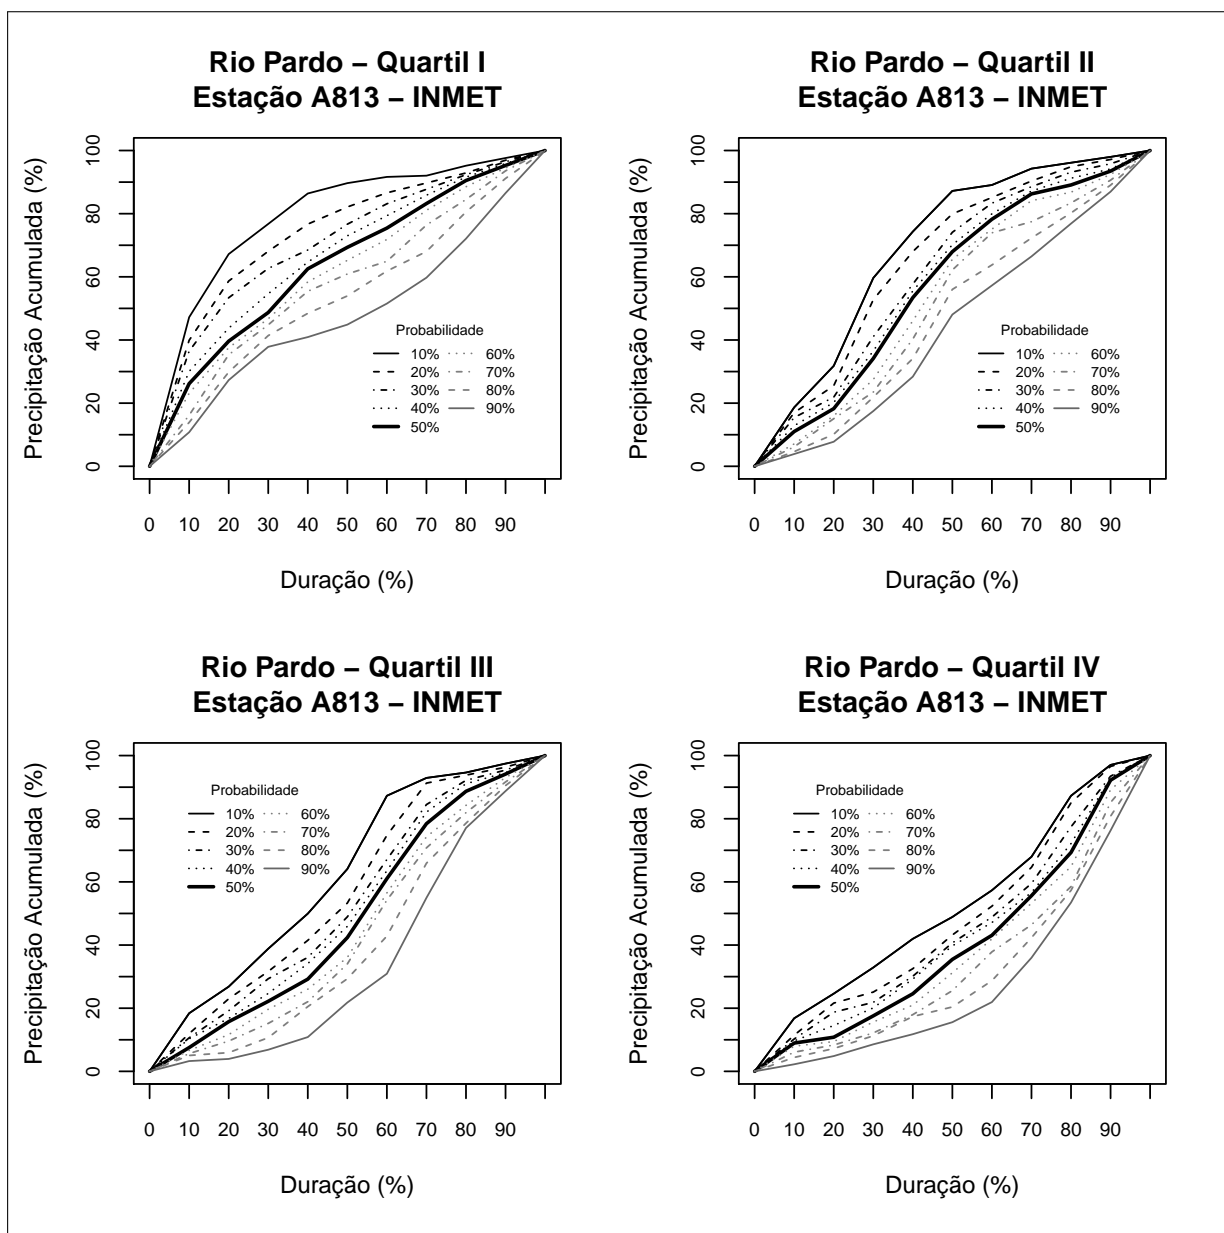 Rio Pardo – Quartil I
Estação A813 – INMET
Precipitação Acumulada (%)
100
80
60
40
20
0
Probabilidade
10% 60%
20% 70%
30% 80%
40% 90%
50%
0 10 20 30 40 50 60 70 80 90
Duração (%)
Rio Pardo – Quartil II
Estação A813 – INMET
Precipitação Acumulada (%)
100
80
60
40
20
0
Probabilidade
10% 60%
20% 70%
30% 80%
40% 90%
50%
0 10 20 30 40 50 60 70 80 90
Duração (%)
Rio Pardo – Quartil III
Estação A813 – INMET
Precipitação Acumulada (%)
100
80
60
40
20
0
Probabilidade
10% 60%
20% 70%
30% 80%
40% 90%
50%
0 10 20 30 40 50 60 70 80 90
Duração (%)
Rio Pardo – Quartil IV
Estação A813 – INMET
Precipitação Acumulada (%)
100
80
60
40
20
0
Probabilidade
10% 60%
20% 70%
30% 80%
40% 90%
50%
0 10 20 30 40 50 60 70 80 90
Duração (%)